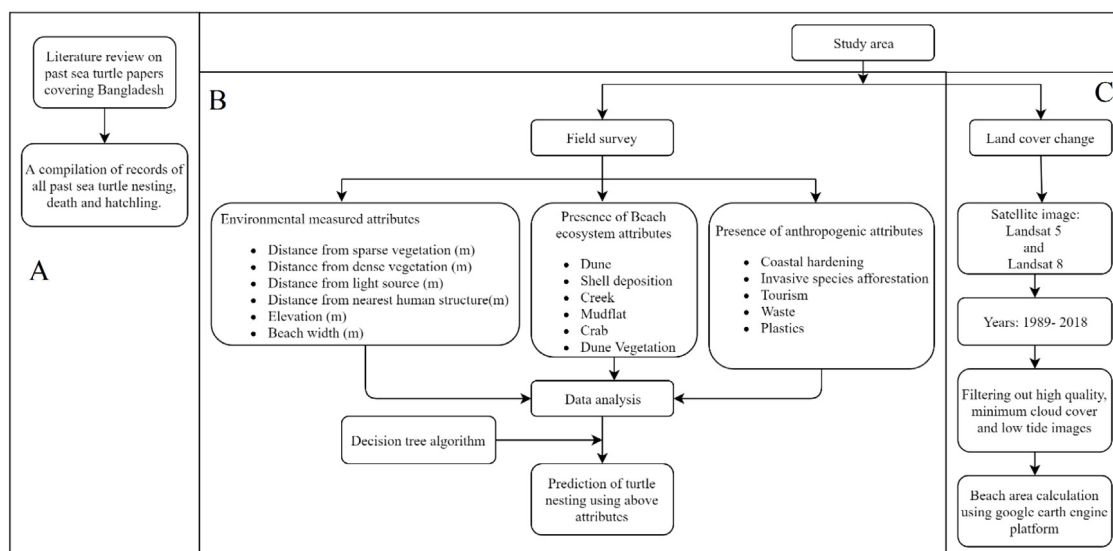 Literature review on
past sea turtle papers
covering Bangladesh
A compilation of records of
all past sea turtle nesting,
death and hatchling.
A
Study area
B
Field survey
Environmental measured attributes
• Distance from sparse vegetation (m)
• Distance from dense vegetation (m)
• Distance from light source (m)
• Distance from nearest human structure(m)
• Elevation (m)
• Beach width (m)
Presence of Beach
ecosystem attributes
• Dune
• Shell deposition
• Creek
• Mudflat
• Crab
• Dune Vegetation
Presence of anthropogenic attributes
• Coastal hardening
• Invasive species afforestation
• Tourism
• Waste
• Plastics
Data analysis
Decision tree algorithm
Prediction of turtle
nesting using above
attributes
C
Land cover change
Satellite image:
Landsat 5
and
Landsat 8
Years: 1989- 2018
Filtering out high quality,
minimum cloud cover
and low tide images
Beach area calculation
using google earth engine
platform